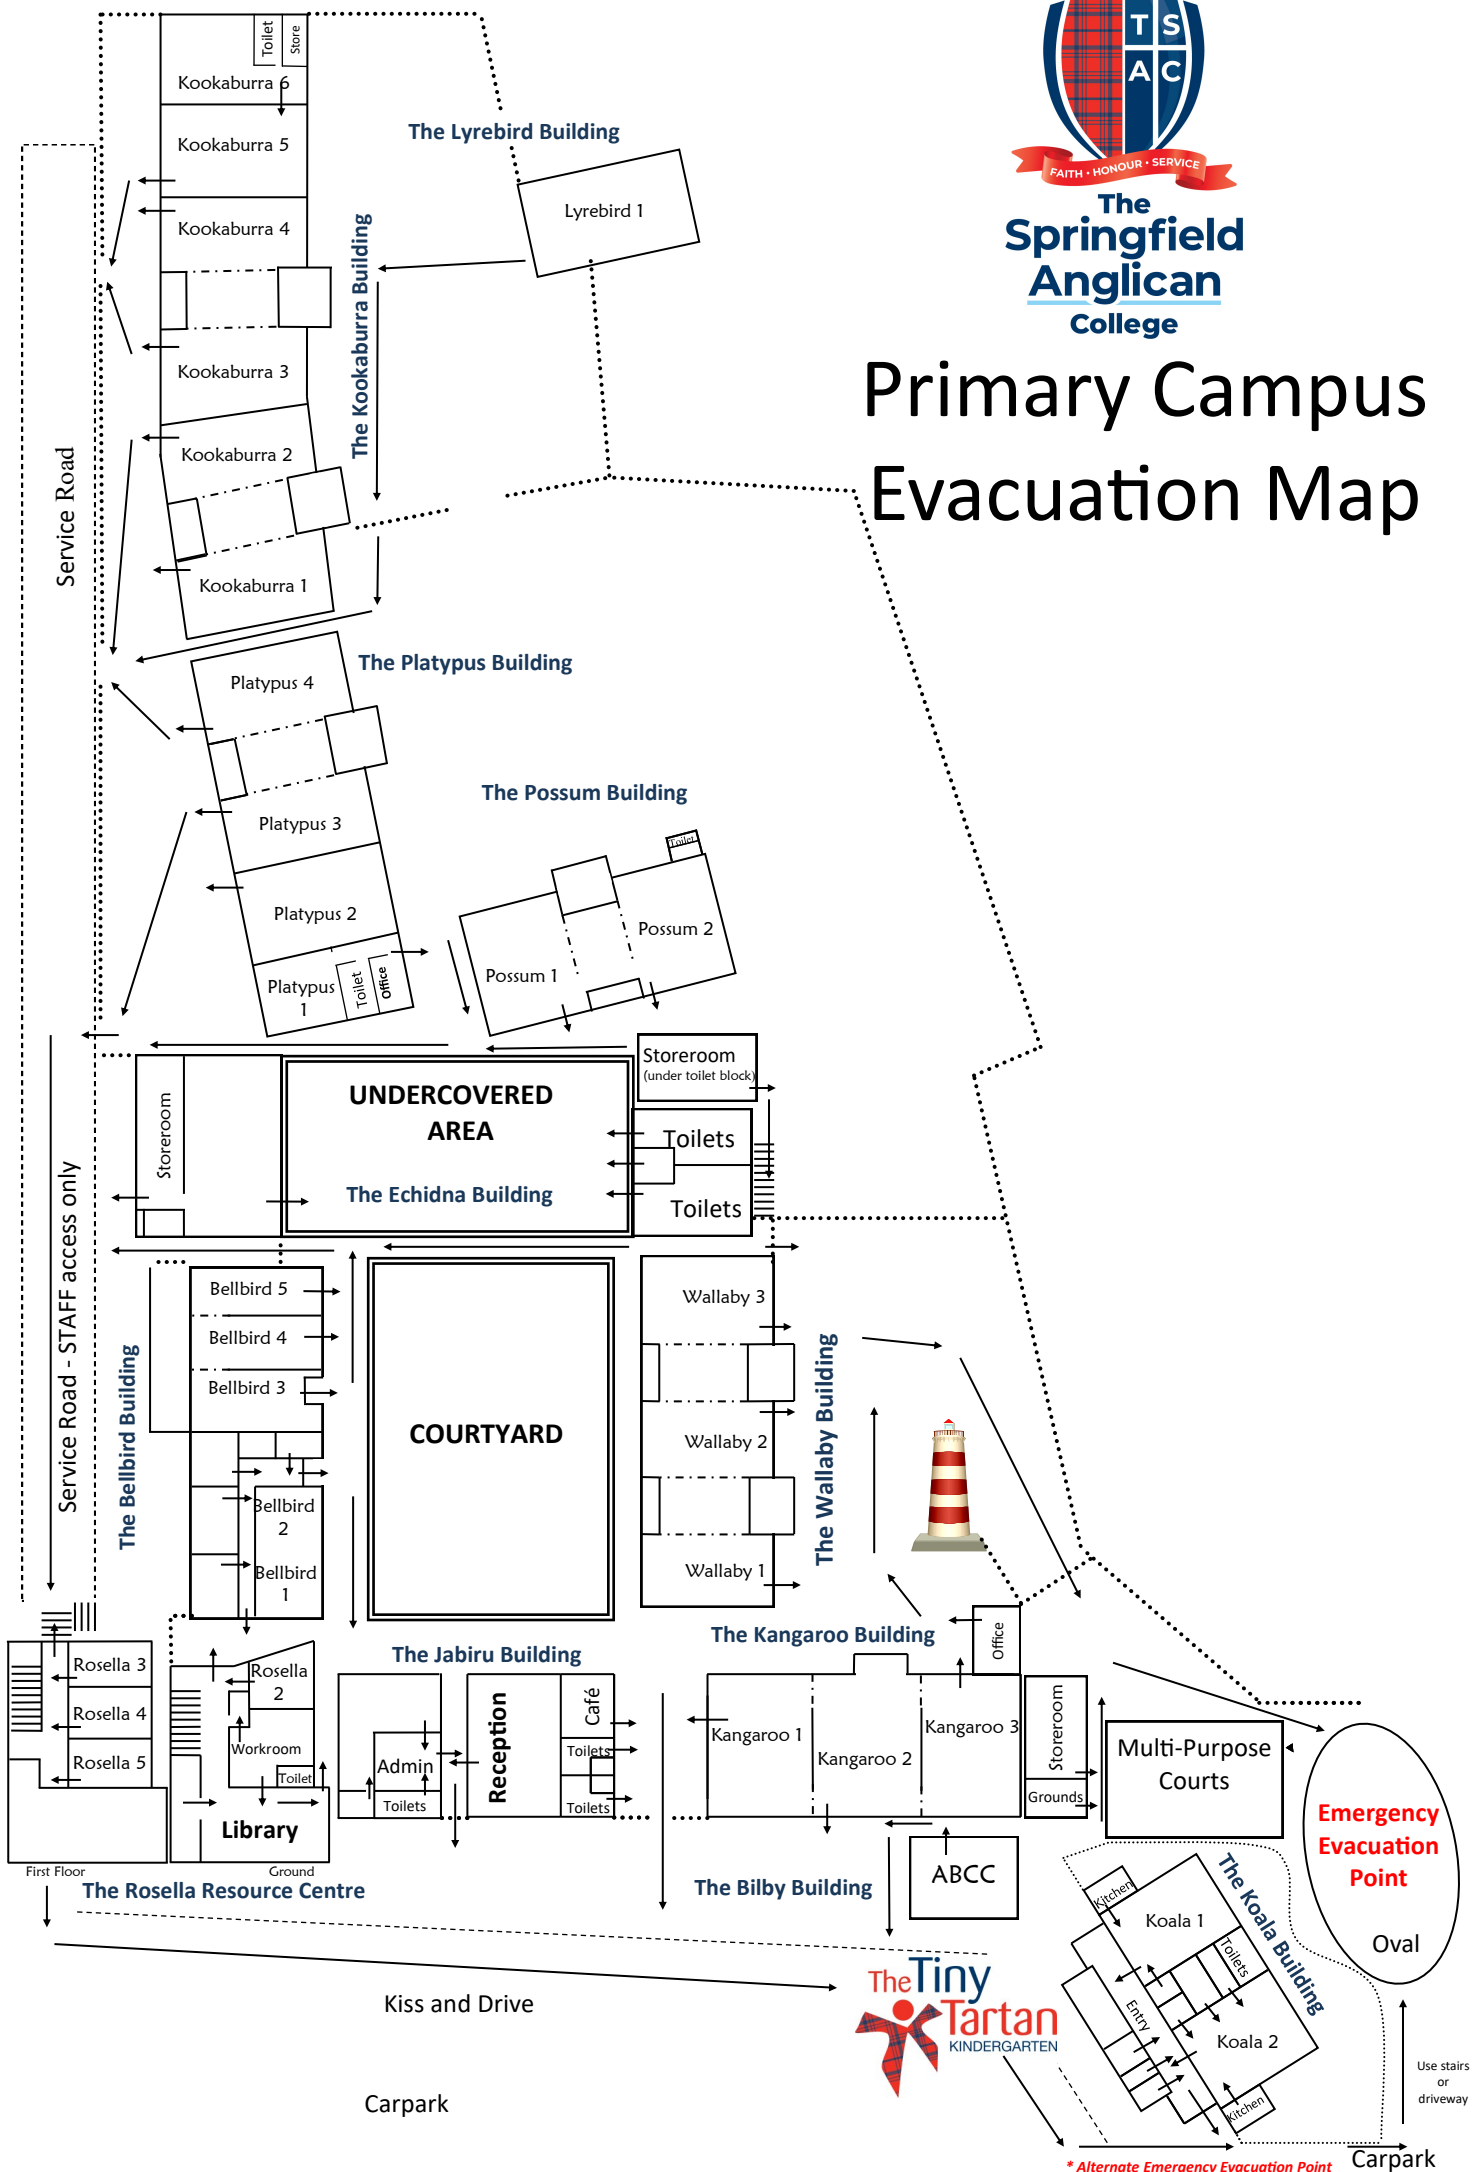 T S
A C
FAITH • HONOUR • SERVICE
The
Springfield
Anglican
College
Primary Campus
Evacuation Map
Toilet
Store
Kookaburra 6
Kookaburra 5
Kookaburra 4
Kookaburra 3
Kookaburra 2
Kookaburra 1
The Kookaburra Building
The Lyrebird Building
Lyrebird 1
Service Road
The Platypus Building
Platypus 4
Platypus 3
Platypus 2
Platypus
1
Toilet
Office
The Possum Building
Toilet
Possum 2
Possum 1
Storeroom
(under toilet block)
UNDERCOVERED
AREA
The Echidna Building
Storeroom
Toilets
Toilets
Service Road - STAFF access only
The Bellbird Building
Bellbird 5
Bellbird 4
Bellbird 3
Bellbird
2
Bellbird
1
COURTYARD
Wallaby 3
Wallaby 2
Wallaby 1
The Wallaby Building
The Jabiru Building
The Kangaroo Building
Office
Rosella 3
Rosella 4
Rosella 5
Rosella
2
Workroom
Toilet
Library
First Floor
Ground
The Rosella Resource Centre
Admin
Toilets
Reception
Café
Toilets
Toilets
Kangaroo 1
Kangaroo 2
Kangaroo 3
Storeroom
Grounds
Multi-Purpose
Courts
Emergency
Evacuation
Point
Oval
ABCC
The Bilby Building
The Koala Building
Kitchen
Koala 1
Toilets
Entry
Koala 2
Kitchen
The Tiny
Tartan
KINDERGARTEN
Kiss and Drive
Carpark
Use stairs
or
driveway
Carpark
* Alternate Emergency Evacuation Point